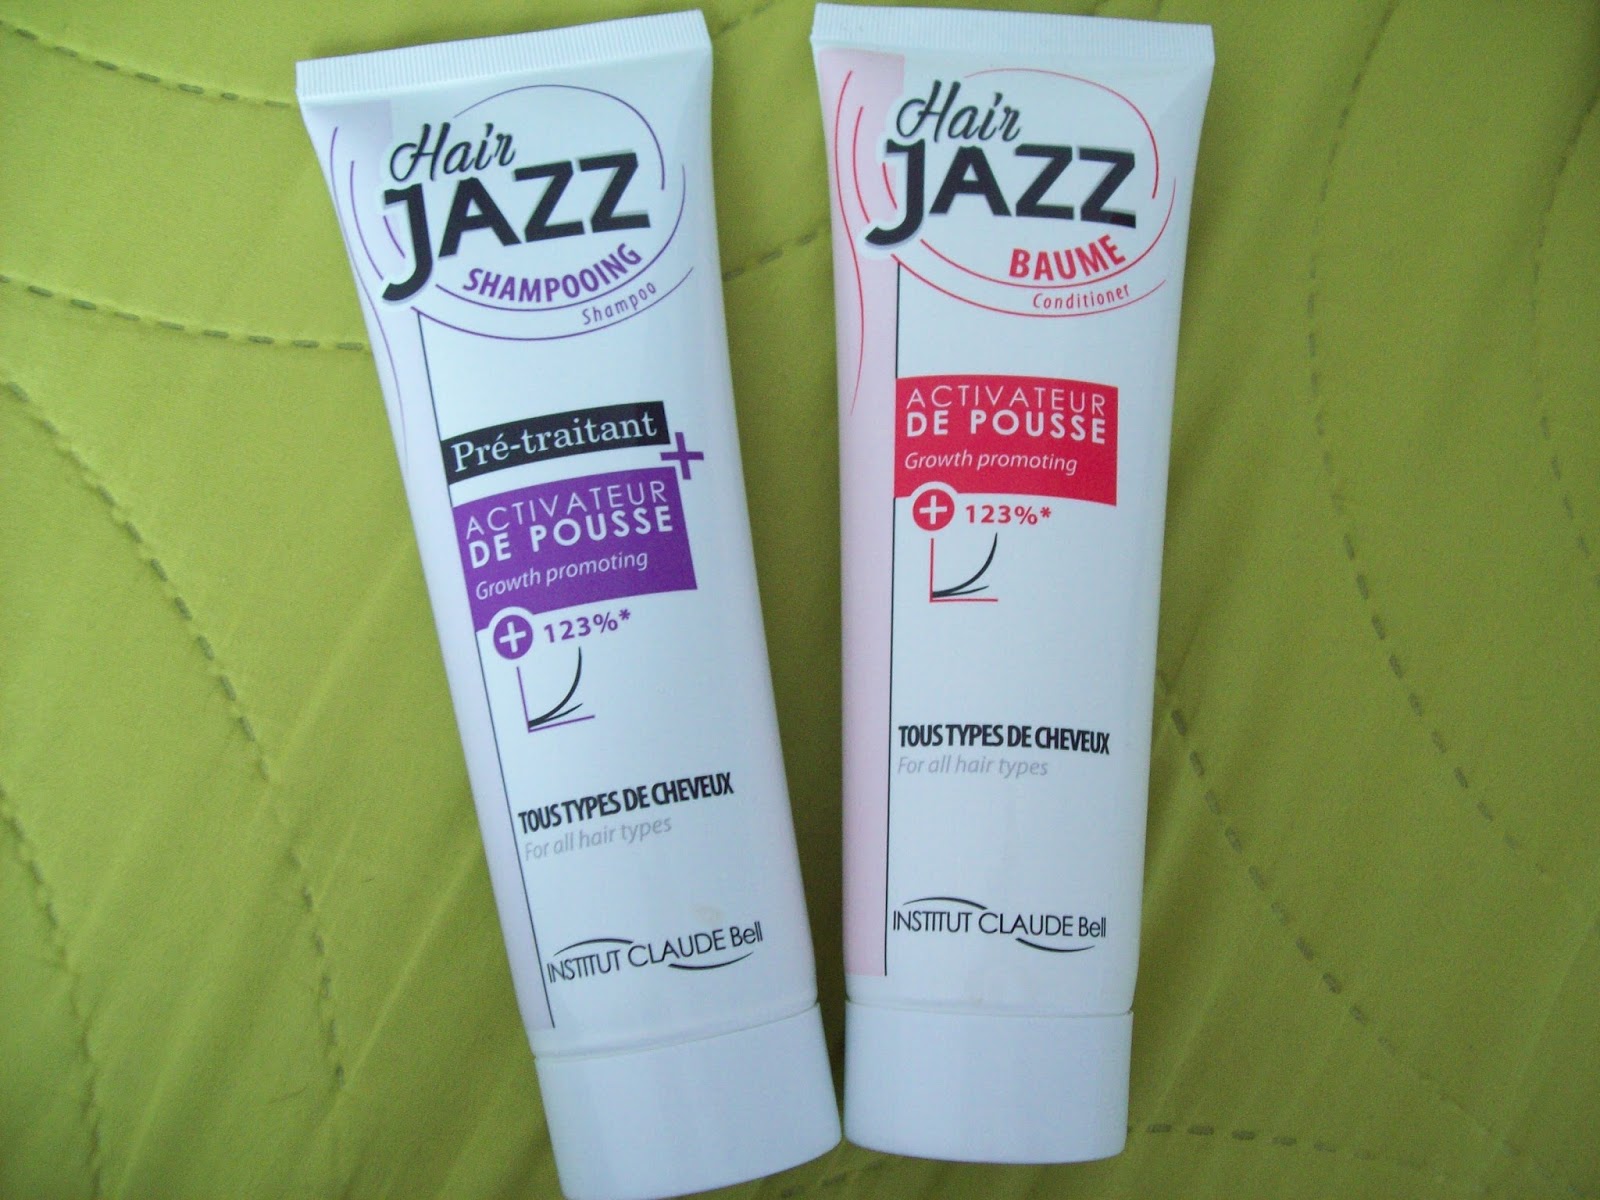 Hair
JAZZ
SHAMPOOING
Shampoo
Pré-traitant
+
ACTIVATEUR
DE POUSSE
Growth promoting
+ 123%*
TOUS TYPES DE CHEVEUX
For all hair types
INSTITUT CLAUDE Bell
Hair
JAZZ
BAUME
Conditioner
ACTIVATEUR
DE POUSSE
Growth promoting
+ 123%*
TOUS TYPES DE CHEVEUX
For all hair types
INSTITUT CLAUDE Bell